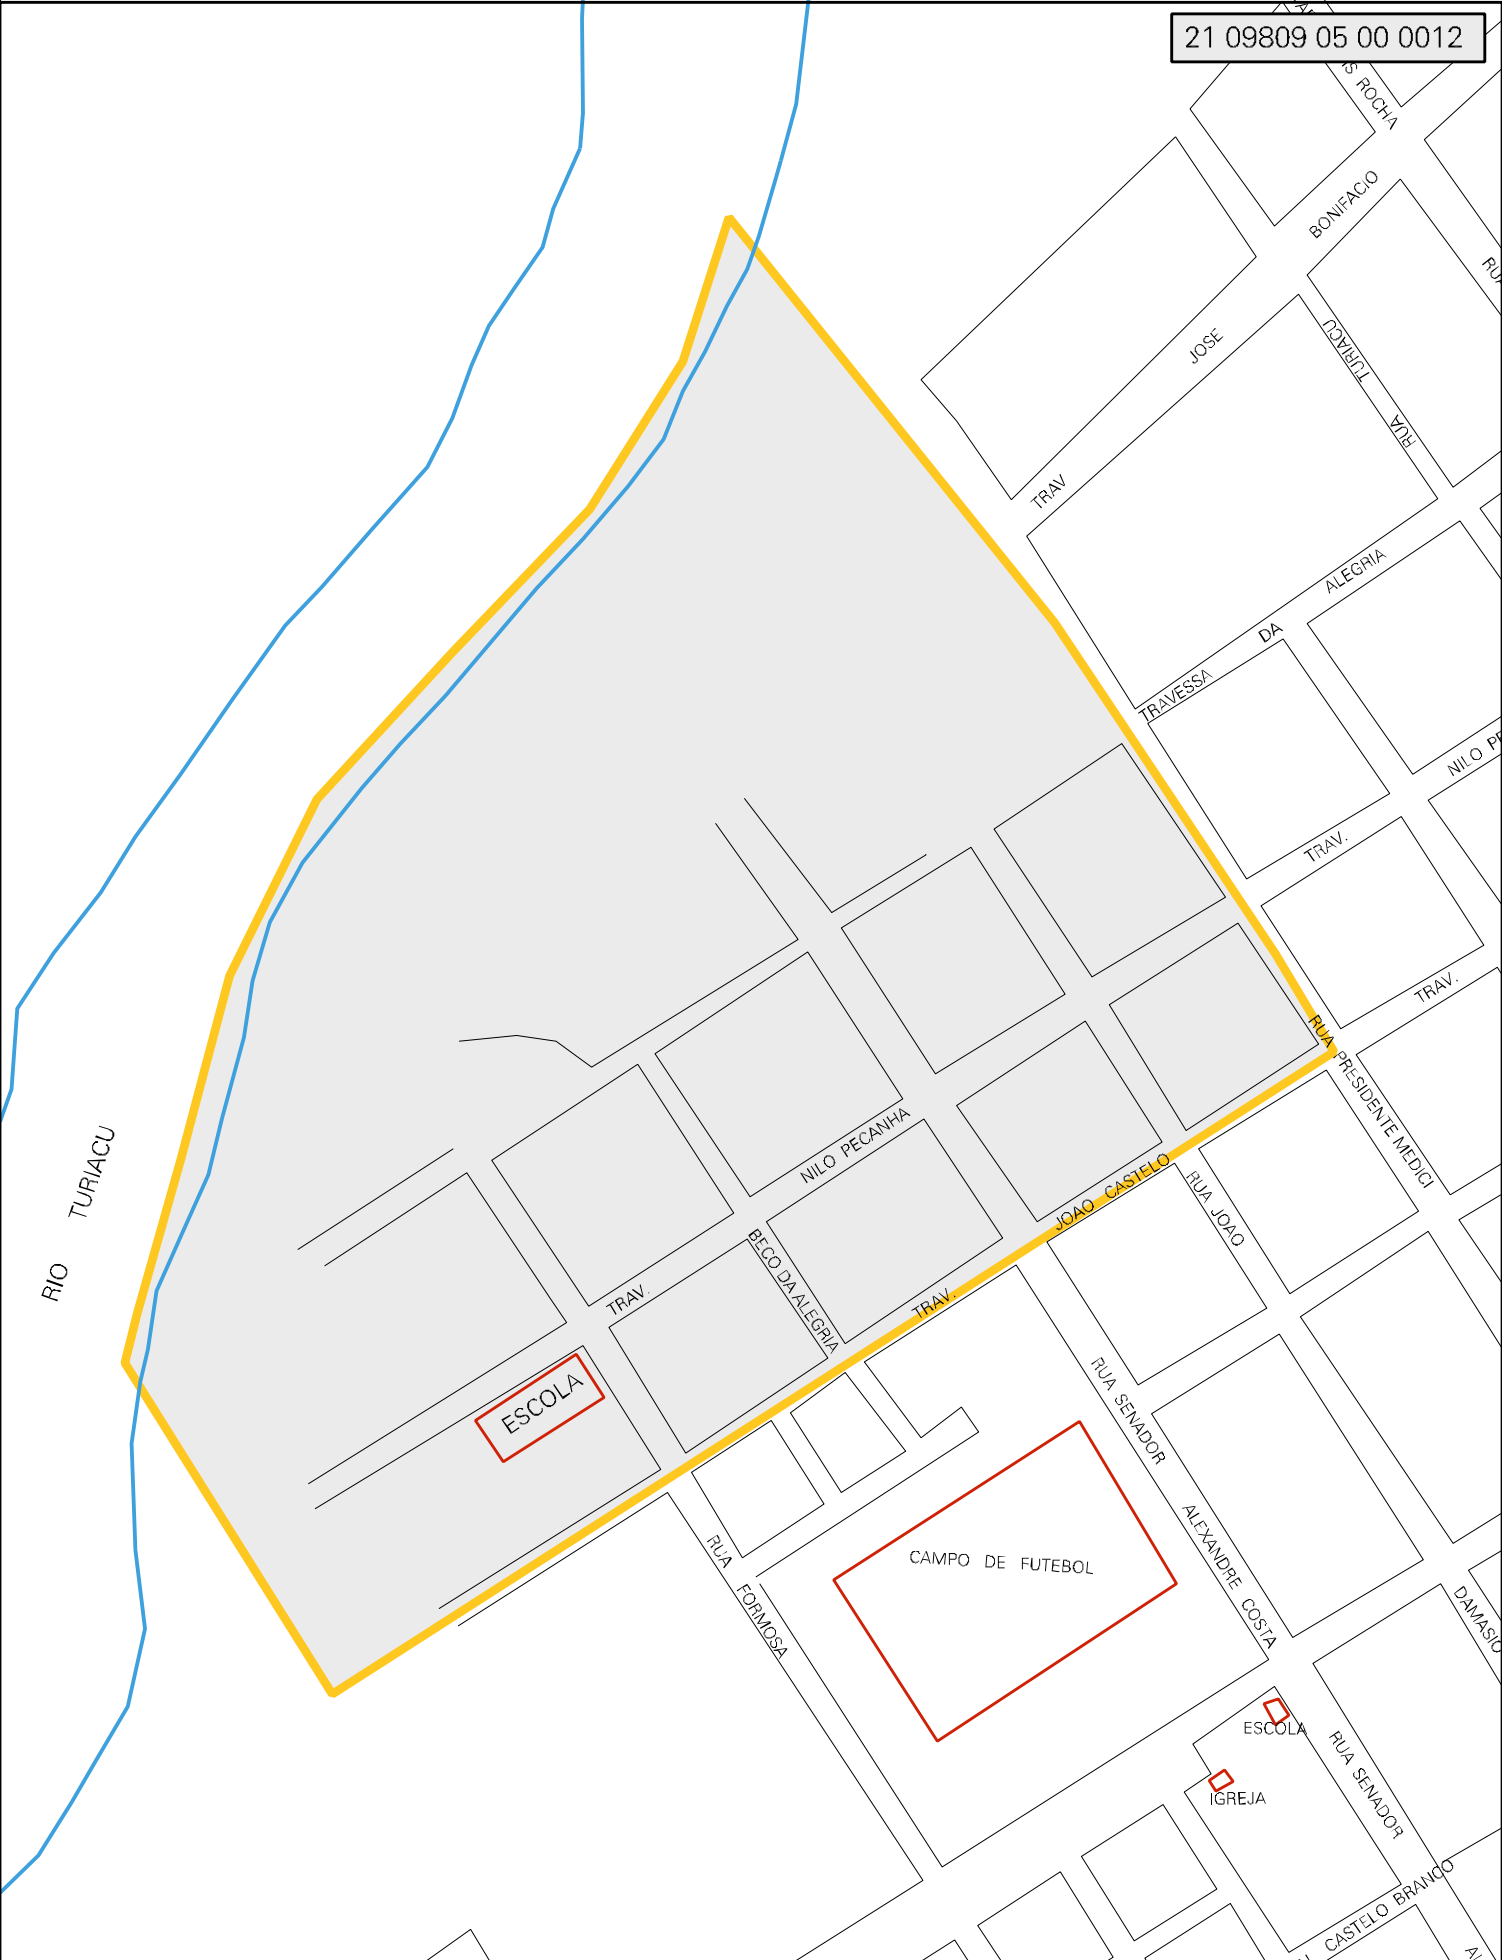 21 09809 05 00 0012
IS ROCHA
TRAV JOSE BONIFACIO
RUA TURIACU
TRAVESSA DA ALEGRIA
TRAV.
TRAV.
RUA PRESIDENTE MEDICI
RIO TURIACU
TRAV. NILO PECANHA
BECO DA ALEGRIA
TRAV. JOAO CASTELO
RUA JOAO
ESCOLA
RUA SENADOR ALEXANDRE COSTA
RUA FORMOSA
CAMPO DE FUTEBOL
DAMASIO
ESCOLA
IGREJA
RUA SENADOR
CASTELO BRANCO